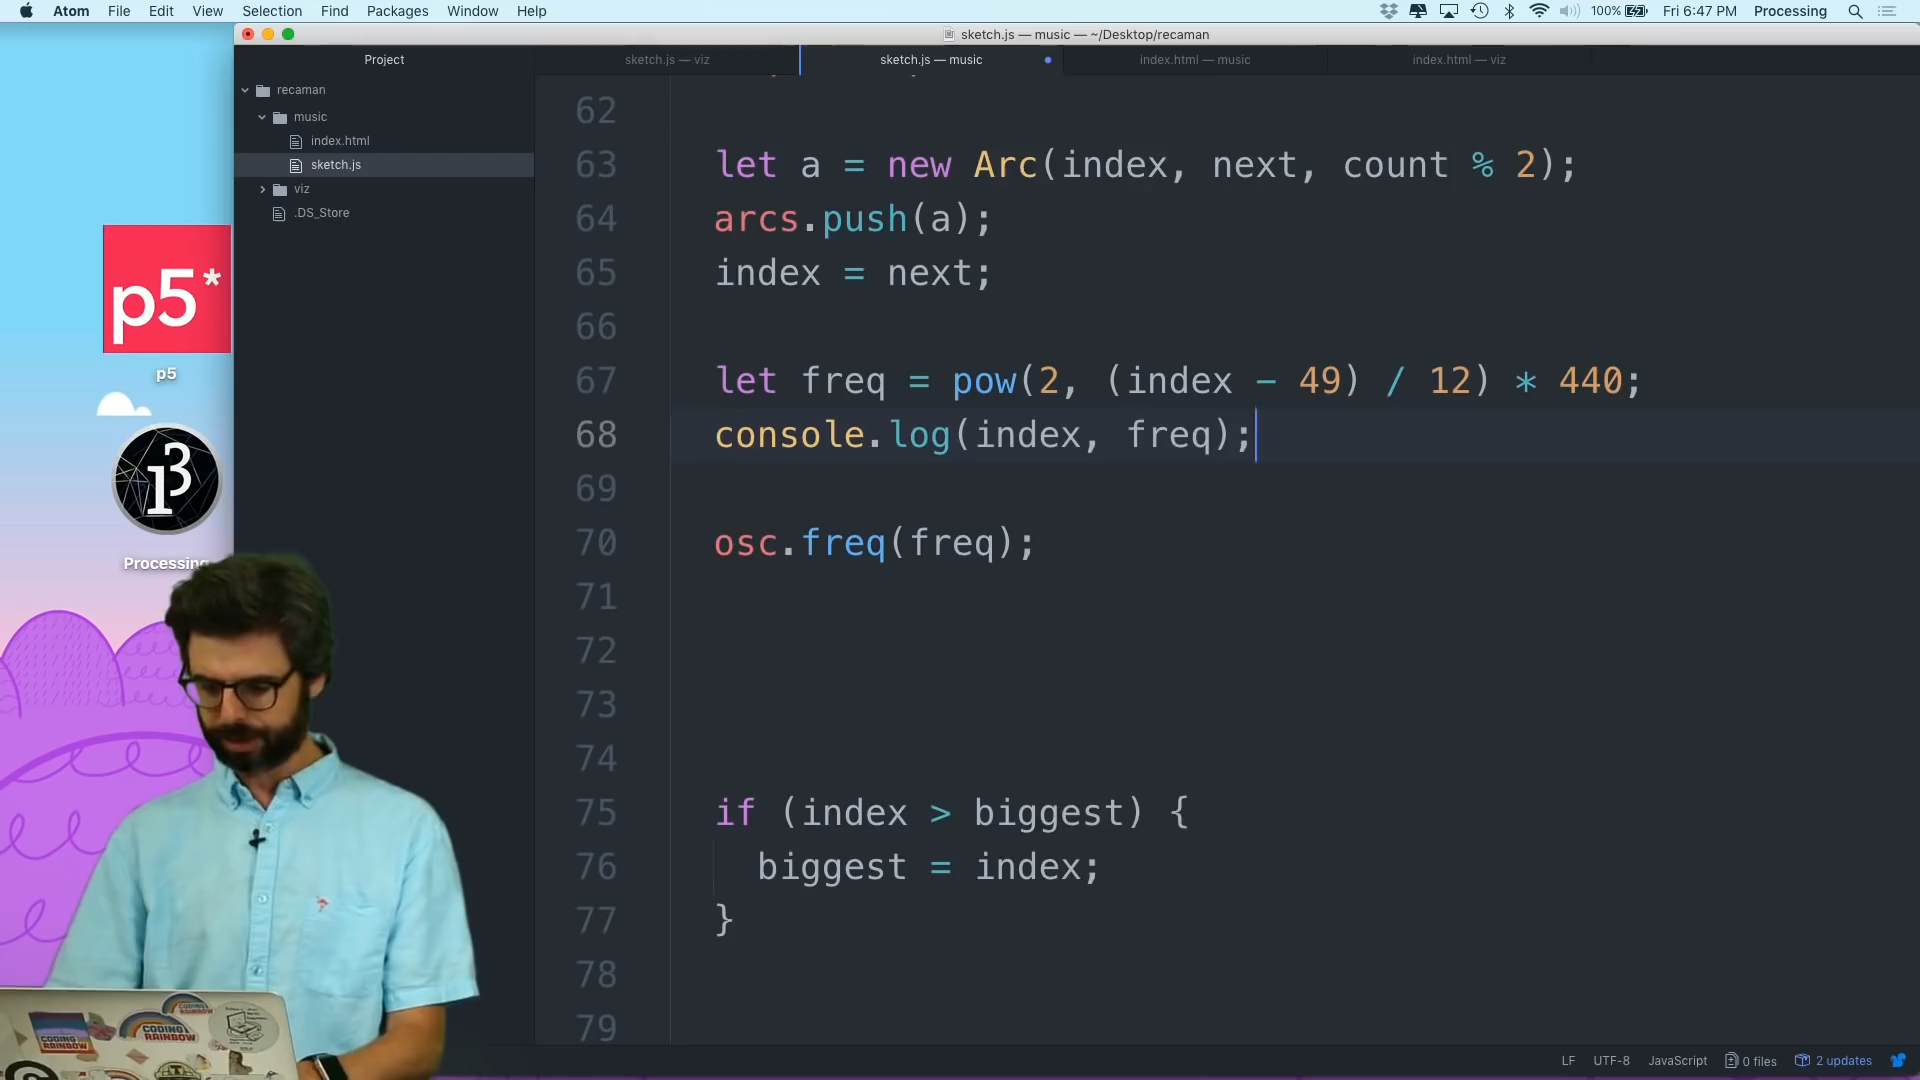 Atom File Edit View Selection Find Packages Window Help 100% Fri 6:47 PM Processing
sketch.js — music — ~/Desktop/recaman
Project
sketch.js — viz
sketch.js — music
index.html — music
index.html — viz
recaman
music
index.html
sketch.js
viz
.DS_Store
p5*
p5
Processing
62
63 let a = new Arc(index, next, count % 2);
64 arcs.push(a);
65 index = next;
66
67 let freq = pow(2, (index - 49) / 12) * 440;
68 console.log(index, freq);
69
70 osc.freq(freq);
71
72
73
74
75 if (index > biggest) {
76 biggest = index;
77 }
78
79
CODING
RAINBOW
CODING
RAINBOW
LF UTF-8 JavaScript 0 files 2 updates